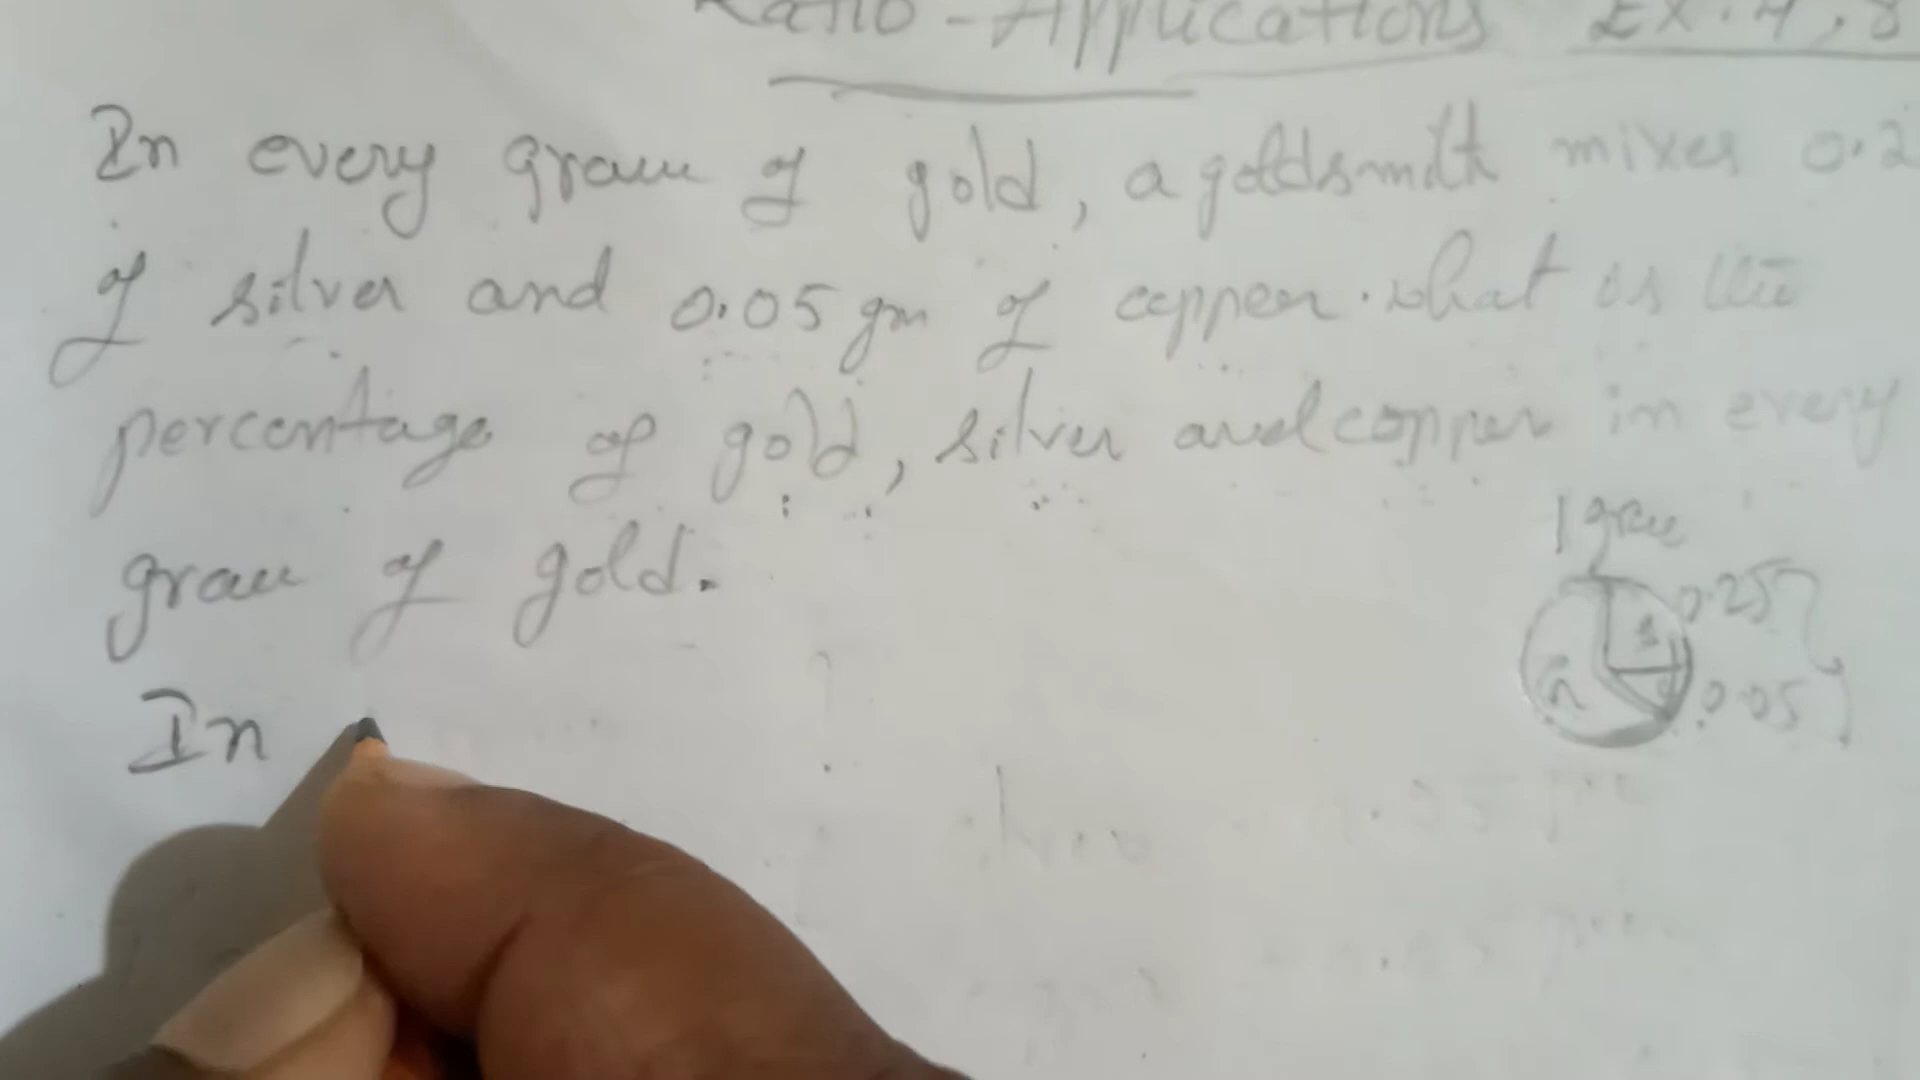 Ratio - Applications Ex. 4, 8
In every gram of gold, a goldsmith mixes 0.2
of silver and 0.05 gm of copper. what is the
percentage of gold, silver and copper in every
gram of gold.
1 gram
0.25
S
G
0.05
In